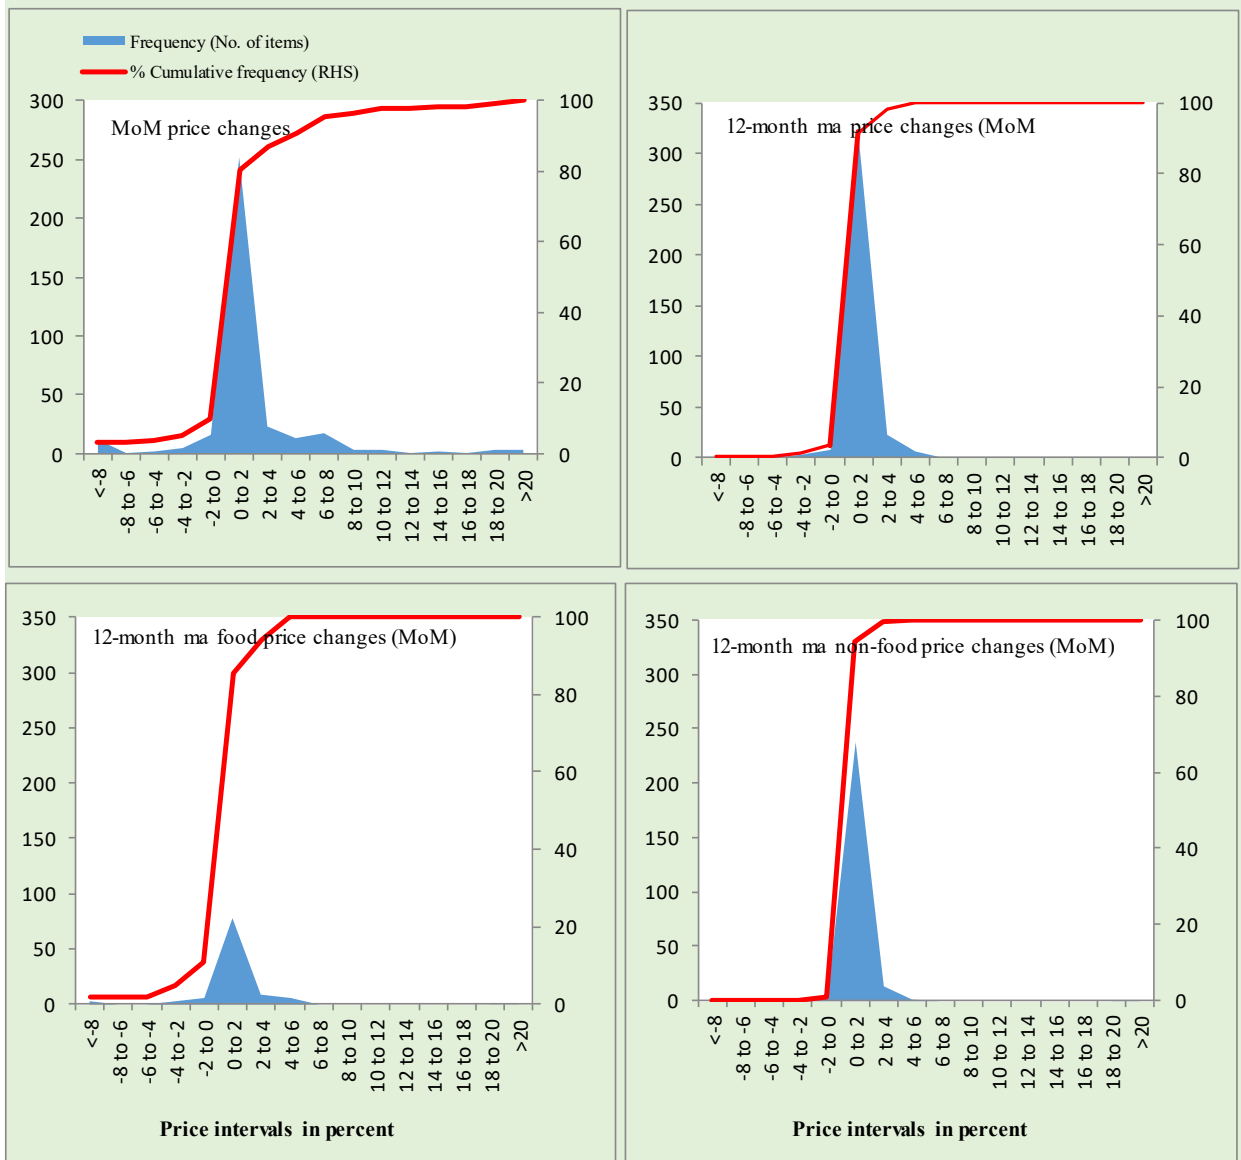 Frequency (No. of items)
% Cumulative frequency (RHS)
MoM price changes
300
250
200
150
100
50
0
100
80
60
40
20
0
<-8
-8 to -6
-6 to -4
-4 to -2
-2 to 0
0 to 2
2 to 4
4 to 6
6 to 8
8 to 10
10 to 12
12 to 14
14 to 16
16 to 18
18 to 20
>20
12-month ma price changes (MoM
350
300
250
200
150
100
50
0
100
80
60
40
20
0
<-8
-8 to -6
-6 to -4
-4 to -2
-2 to 0
0 to 2
2 to 4
4 to 6
6 to 8
8 to 10
10 to 12
12 to 14
14 to 16
16 to 18
18 to 20
>20
12-month ma food price changes (MoM)
350
300
250
200
150
100
50
0
100
80
60
40
20
0
<-8
-8 to -6
-6 to -4
-4 to -2
-2 to 0
0 to 2
2 to 4
4 to 6
6 to 8
8 to 10
10 to 12
12 to 14
14 to 16
16 to 18
18 to 20
>20
Price intervals in percent
12-month ma non-food price changes (MoM)
350
300
250
200
150
100
50
0
100
80
60
40
20
0
<-8
-8 to -6
-6 to -4
-4 to -2
-2 to 0
0 to 2
2 to 4
4 to 6
6 to 8
8 to 10
10 to 12
12 to 14
14 to 16
16 to 18
18 to 20
>20
Price intervals in percent